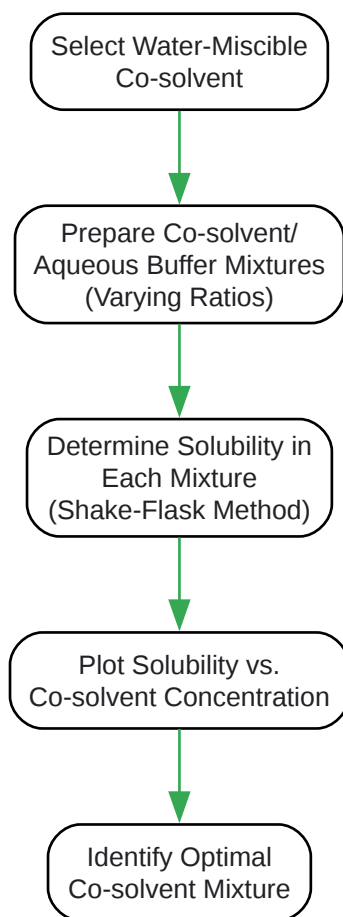 Select Water-Miscible
Co-solvent
Prepare Co-solvent/
Aqueous Buffer Mixtures
(Varying Ratios)
Determine Solubility in
Each Mixture
(Shake-Flask Method)
Plot Solubility vs.
Co-solvent Concentration
Identify Optimal
Co-solvent Mixture